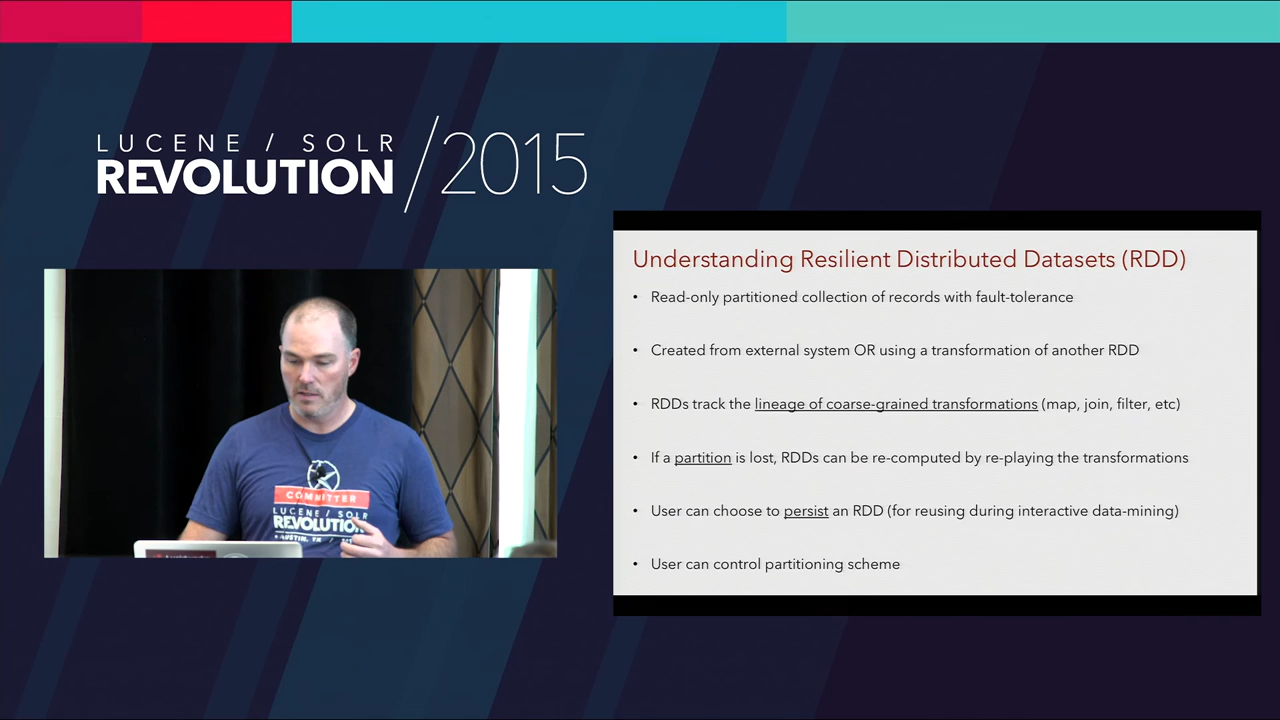 LUCENE / SOLR
REVOLUTION /2015
COMMITTER
LUCENE / SOLR
REVOLUTION
AUSTIN, TX /
Understanding Resilient Distributed Datasets (RDD)
• Read-only partitioned collection of records with fault-tolerance
• Created from external system OR using a transformation of another RDD
• RDDs track the lineage of coarse-grained transformations (map, join, filter, etc)
• If a partition is lost, RDDs can be re-computed by re-playing the transformations
• User can choose to persist an RDD (for reusing during interactive data-mining)
• User can control partitioning scheme